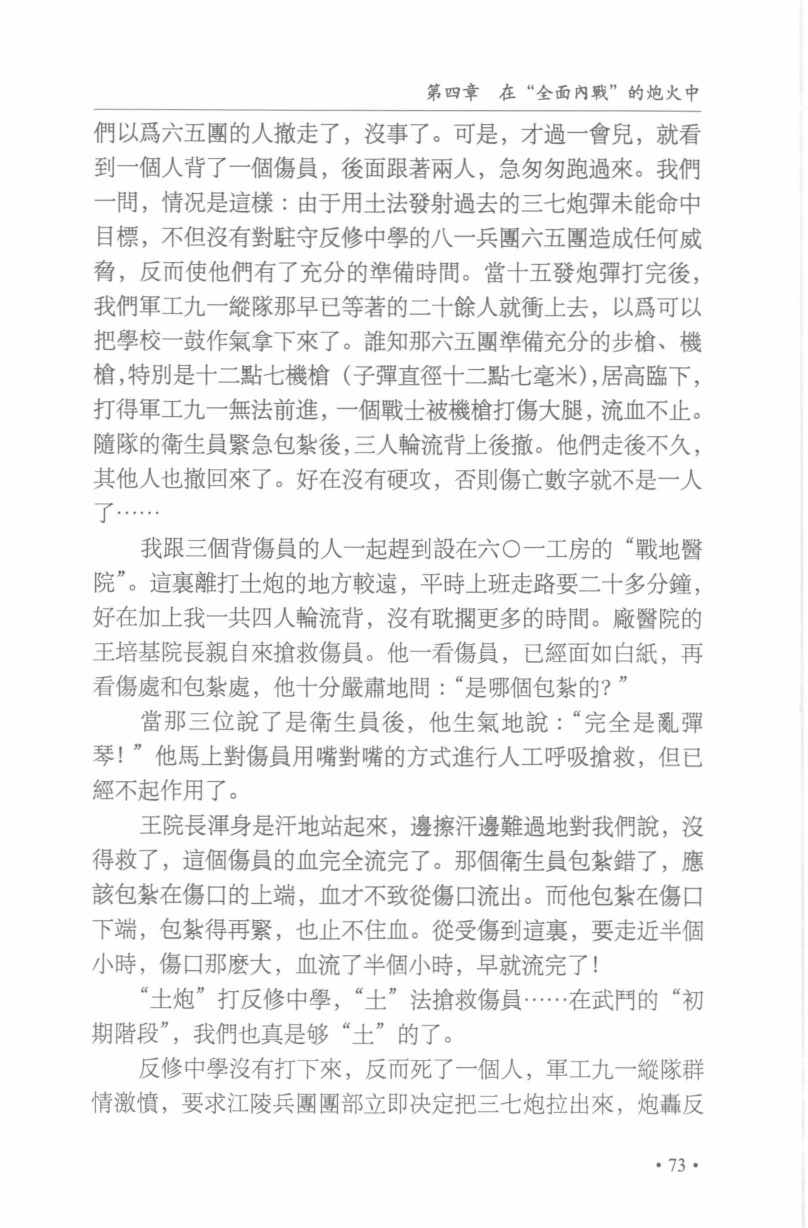 第四章　在“全面內戰”的炮火中
們以爲六五團的人撤走了，沒事了。可是，才過一會兒，就看
到一個人背了一個傷員，後面跟著兩人，急匆匆跑過來。我們
一問，情况是這樣：由于用土法發射過去的三七炮彈未能命中
目標，不但沒有對駐守反修中學的八一兵團六五團造成任何威
脅，反而使他們有了充分的準備時間。當十五發炮彈打完後，
我們軍工九一縱隊那早已等著的二十餘人就衝上去，以爲可以
把學校一鼓作氣拿下來了。誰知那六五團準備充分的步槍、機
槍，特別是十二點七機槍（子彈直徑十二點七毫米），居高臨下，
打得軍工九一無法前進，一個戰士被機槍打傷大腿，流血不止。
隨隊的衛生員緊急包紮後，三人輪流背上後撤。他們走後不久，
其他人也撤回來了。好在沒有硬攻，否則傷亡數字就不是一人
了……
我跟三個背傷員的人一起趕到設在六〇一工房的“戰地醫
院”。這裏離打土炮的地方較遠，平時上班走路要二十多分鐘，
好在加上我一共四人輪流背，沒有耽擱更多的時間。廠醫院的
王培基院長親自來搶救傷員。他一看傷員，已經面如白紙，再
看傷處和包紮處，他十分嚴肅地問：“是哪個包紮的？”
當那三位說了是衛生員後，他生氣地說：“完全是亂彈
琴！”他馬上對傷員用嘴對嘴的方式進行人工呼吸搶救，但已
經不起作用了。
王院長渾身是汗地站起來，邊擦汗邊難過地對我們說，沒
得救了，這個傷員的血完全流完了。那個衛生員包紮錯了，應
該包紮在傷口的上端，血才不致從傷口流出。而他包紮在傷口
下端，包紮得再緊，也止不住血。從受傷到這裏，要走近半個
小時，傷口那麽大，血流了半個小時，早就流完了！
“土炮”打反修中學，“土”法搶救傷員……在武鬥的“初
期階段”，我們也真是够“土”的了。
反修中學沒有打下來，反而死了一個人，軍工九一縱隊群
情激憤，要求江陵兵團團部立即决定把三七炮拉出來，炮轟反
·73·